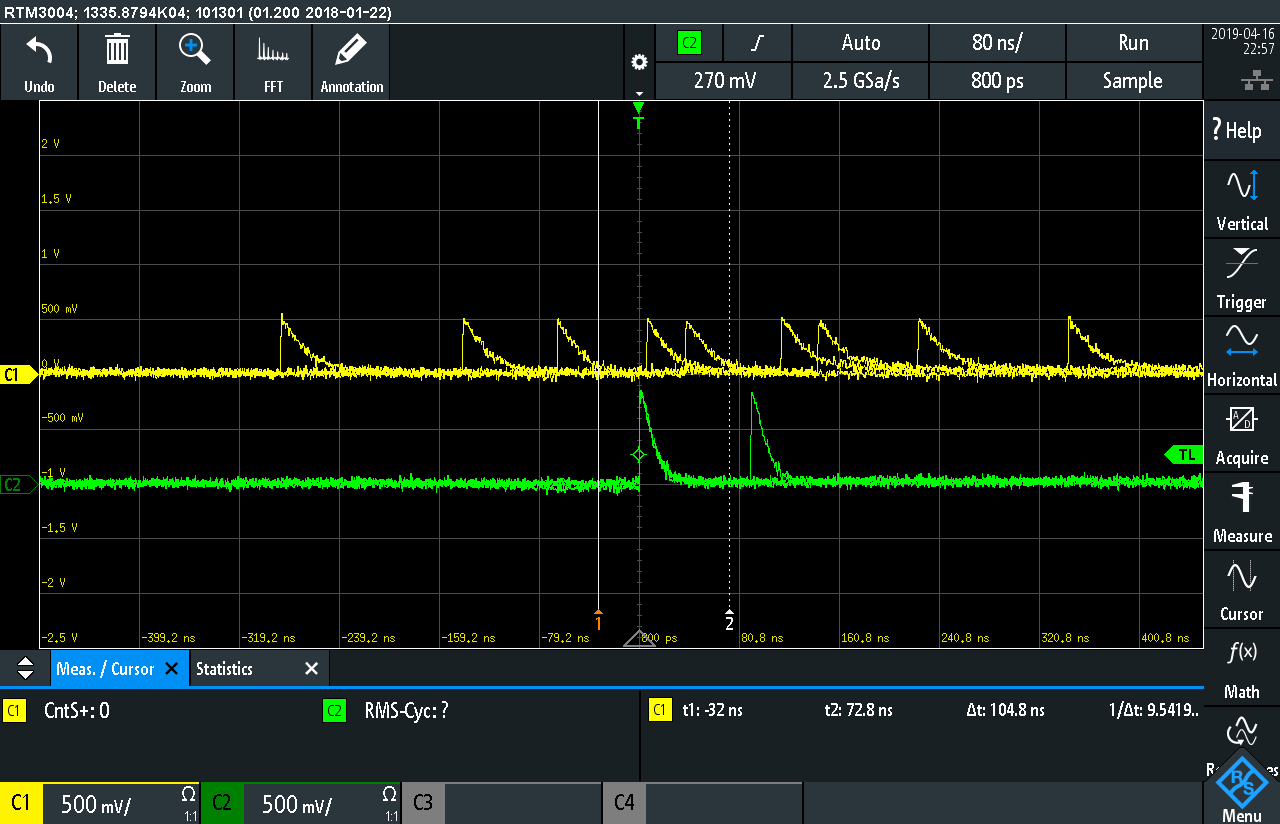 RTM3004; 1335.8794K04; 101301 (01.200 2018-01-22)
Undo
Delete
Zoom
FFT
Annotation
C2
Auto
80 ns/
Run
270 mV
2.5 GSa/s
800 ps
Sample
2019-04-16
22:57
? Help
Vertical
Trigger
Horizontal
A/D
Acquire
Measure
Cursor
f(x)
Math
R&S
Menu
T
2 V
1.5 V
1 V
500 mV
0 V
C1
-500 mV
-1 V
C2
TL
-1.5 V
-2 V
1
2
-2.5 V
-399.2 ns
-319.2 ns
-239.2 ns
-159.2 ns
-79.2 ns
800 ps
80.8 ns
160.8 ns
240.8 ns
320.8 ns
400.8 ns
Meas. / Cursor
Statistics
C1 CntS+: 0
C2 RMS-Cyc: ?
C1 t1: -32 ns t2: 72.8 ns Δt: 104.8 ns 1/Δt: 9.5419..
C1 500 mV/ Ω 1:1
C2 500 mV/ Ω 1:1
C3
C4